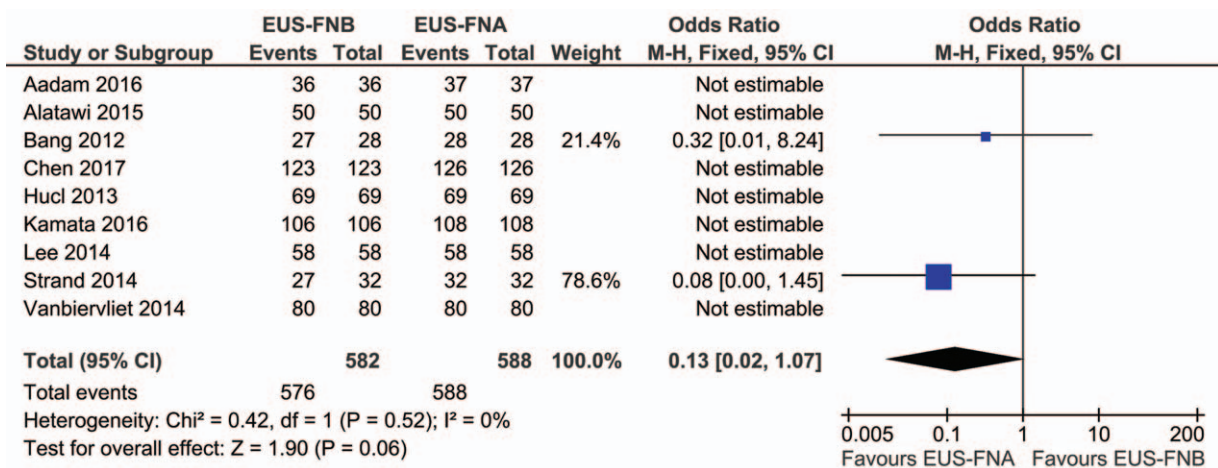 EUS-FNB EUS-FNA Odds Ratio Odds Ratio
Study or Subgroup Events Total Events Total Weight M-H, Fixed, 95% CI M-H, Fixed, 95% CI
Aadam 2016 36 36 37 37 Not estimable
Alatawi 2015 50 50 50 50 Not estimable
Bang 2012 27 28 28 28 21.4% 0.32 [0.01, 8.24]
Chen 2017 123 123 126 126 Not estimable
Hucl 2013 69 69 69 69 Not estimable
Kamata 2016 106 106 108 108 Not estimable
Lee 2014 58 58 58 58 Not estimable
Strand 2014 27 32 32 32 78.6% 0.08 [0.00, 1.45]
Vanbiervliet 2014 80 80 80 80 Not estimable
Total (95% CI) 582 588 100.0% 0.13 [0.02, 1.07]
Total events 576 588
Heterogeneity: Chi² = 0.42, df = 1 (P = 0.52); I² = 0%
Test for overall effect: Z = 1.90 (P = 0.06)
0.005 0.1 1 10 200
Favours EUS-FNA Favours EUS-FNB